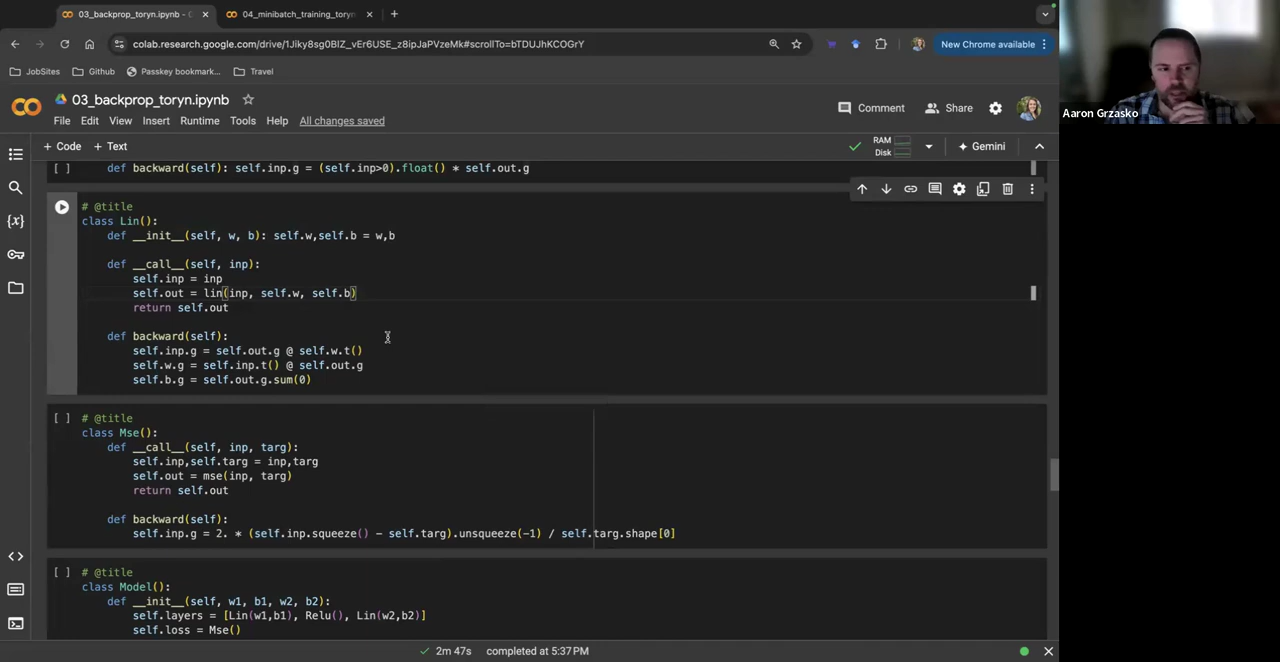 03_backprop_toryn.ipynb -
04_minibatch_training_toryn
colab.research.google.com/drive/1Jiky8sg0BIZ_vEr6USE_z8ipJaPVzeMk#scrollTo=bTDUJhKCOGrY
New Chrome available
JobSites
Github
Passkey bookmark...
Travel
03_backprop_toryn.ipynb
Comment
Share
File Edit View Insert Runtime Tools Help All changes saved
+ Code + Text
RAM
Disk
Gemini
[ ] def backward(self): self.inp.g = (self.inp>0).float() * self.out.g
# @title
class Lin():
def __init__(self, w, b): self.w,self.b = w,b
def __call__(self, inp):
self.inp = inp
self.out = lin(inp, self.w, self.b)
return self.out
def backward(self):
self.inp.g = self.out.g @ self.w.t()
self.w.g = self.inp.t() @ self.out.g
self.b.g = self.out.g.sum(0)
[ ] # @title
class Mse():
def __call__(self, inp, targ):
self.inp,self.targ = inp,targ
self.out = mse(inp, targ)
return self.out
def backward(self):
self.inp.g = 2. * (self.inp.squeeze() - self.targ).unsqueeze(-1) / self.targ.shape[0]
[ ] # @title
class Model():
def __init__(self, w1, b1, w2, b2):
self.layers = [Lin(w1,b1), Relu(), Lin(w2,b2)]
self.loss = Mse()
2m 47s completed at 5:37 PM
Aaron Grzasko